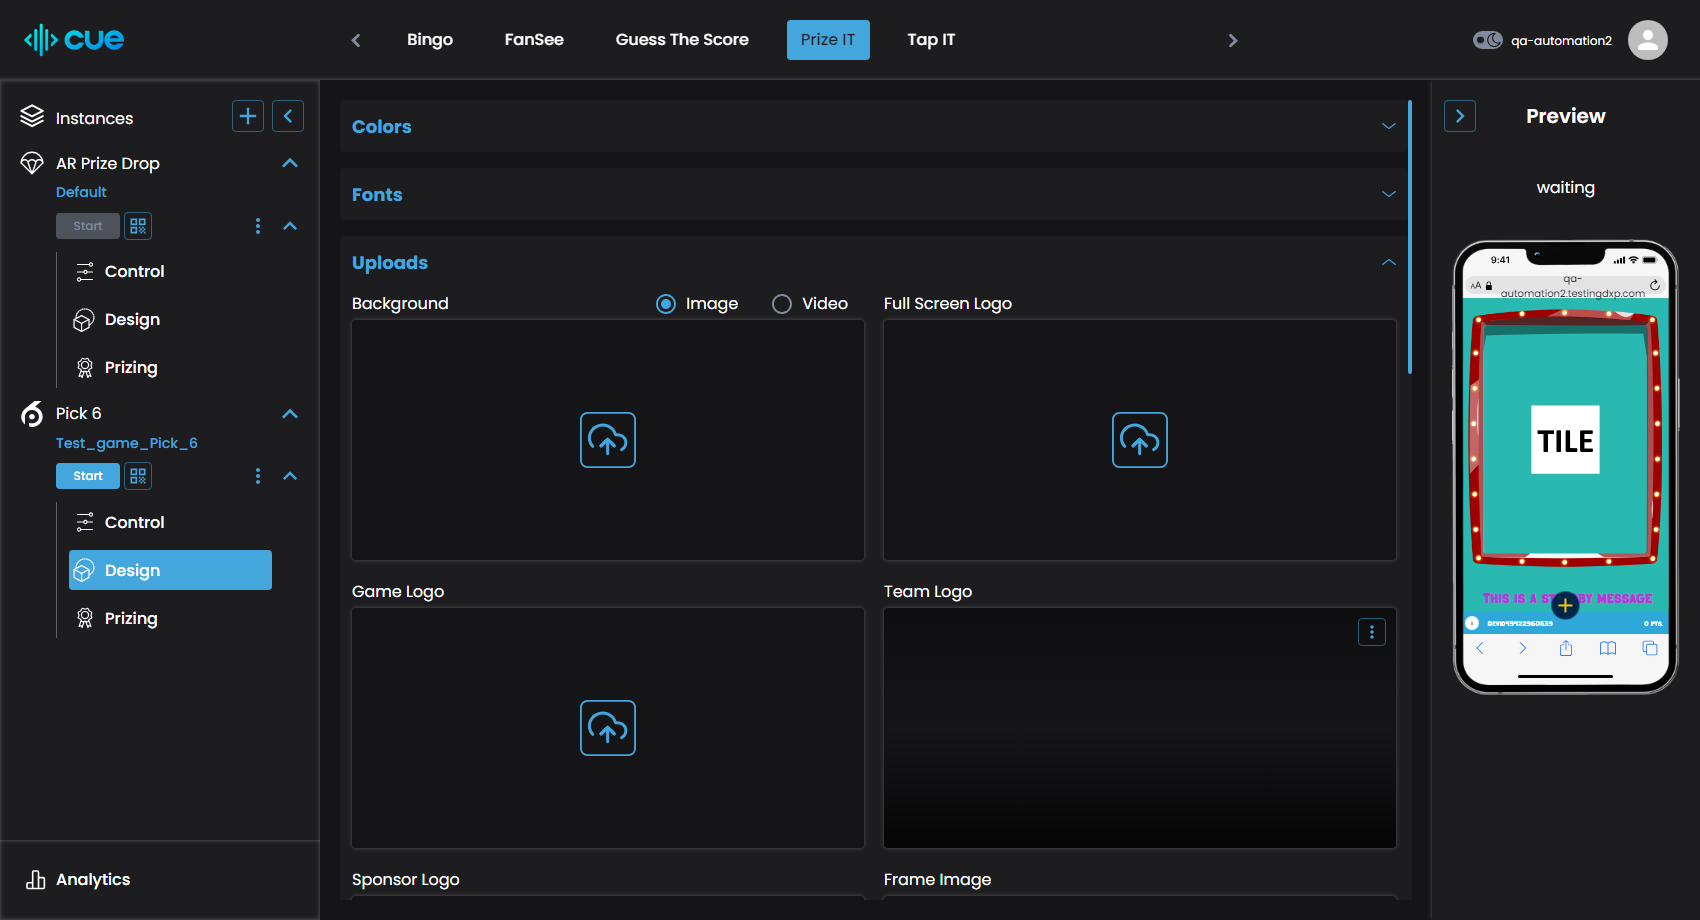 cue
Bingo
FanSee
Guess The Score
Prize IT
Tap IT
qa-automation2
Instances
AR Prize Drop
Default
Start
Control
Design
Prizing
Pick 6
Test_game_Pick_6
Start
Control
Design
Prizing
Analytics
Colors
Fonts
Uploads
Background
Image
Video
Full Screen Logo
Game Logo
Team Logo
Sponsor Logo
Frame Image
Preview
waiting
9:41
AA
qa-
automation2.testingdxp.com
TILE
THIS IS A ST BY MESSAGE
0 PTS.